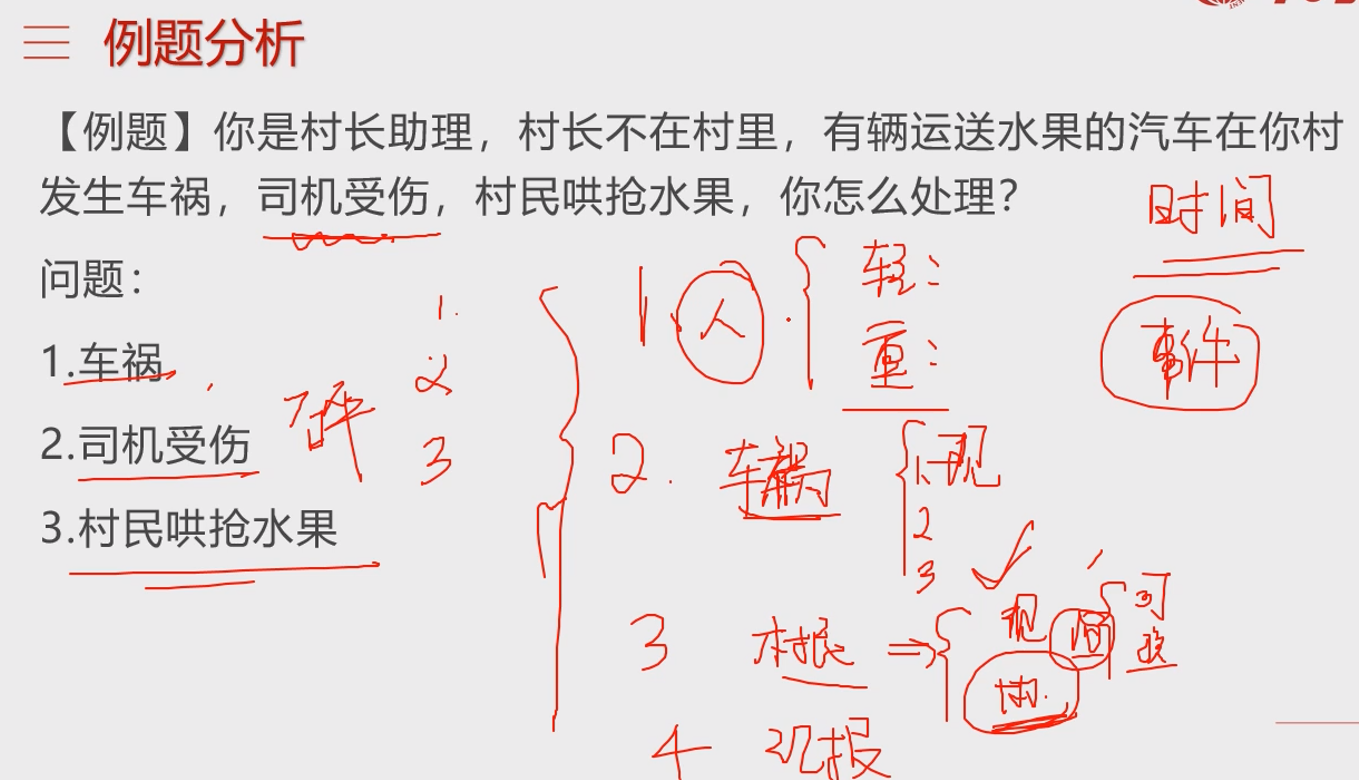 例题分析
【例题】你是村长助理，村长不在村里，有辆运送水果的汽车在你村
发生车祸，司机受伤，村民哄抢水果，你怎么处理？
时间
问题：
1.
1. 人
轻：
重：
事件
1.车祸
2
2.司机受伤
3
2. 车祸
1. 现
2
3
3.村民哄抢水果
3 村民
现
司
4 汇报